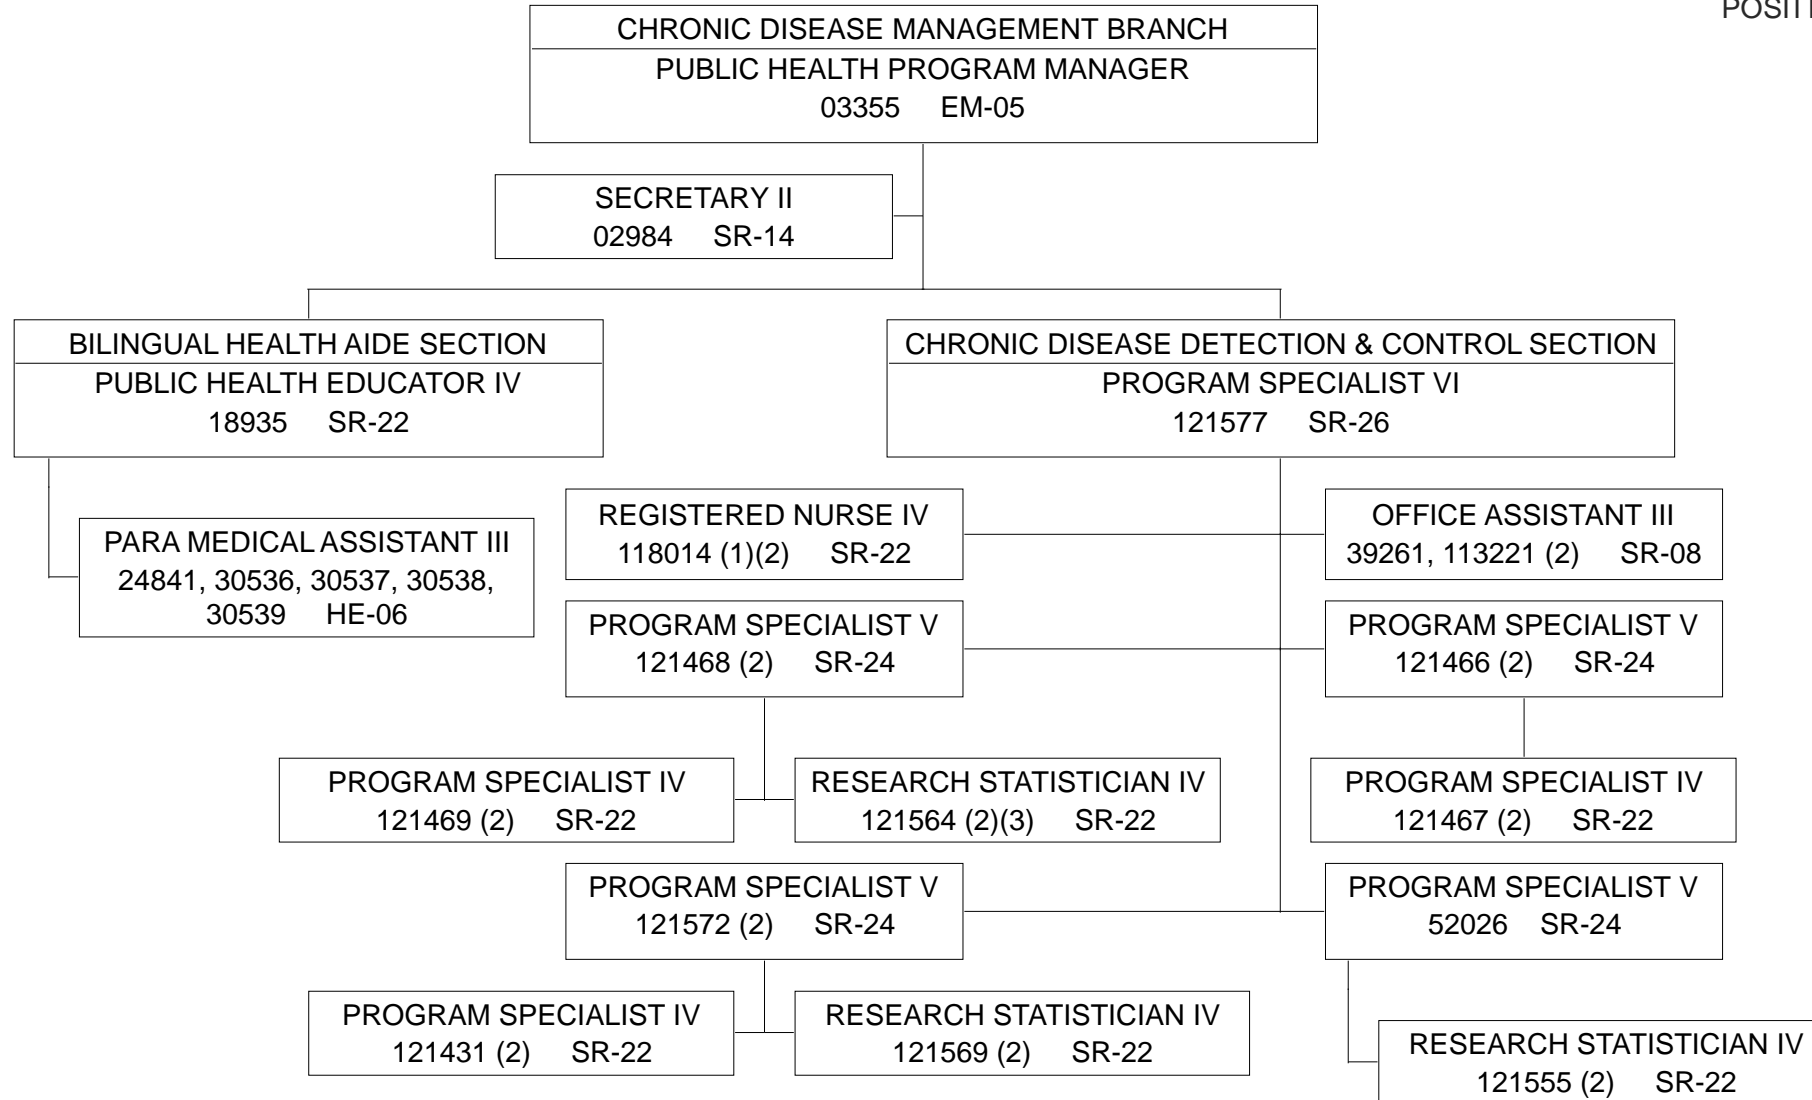 POSITI
CHRONIC DISEASE MANAGEMENT BRANCH
PUBLIC HEALTH PROGRAM MANAGER
03355 EM-05
SECRETARY II
02984 SR-14
BILINGUAL HEALTH AIDE SECTION
PUBLIC HEALTH EDUCATOR IV
18935 SR-22
CHRONIC DISEASE DETECTION & CONTROL SECTION
PROGRAM SPECIALIST VI
121577 SR-26
PARA MEDICAL ASSISTANT III
24841, 30536, 30537, 30538,
30539 HE-06
REGISTERED NURSE IV
118014 (1)(2) SR-22
OFFICE ASSISTANT III
39261, 113221 (2) SR-08
PROGRAM SPECIALIST V
121468 (2) SR-24
PROGRAM SPECIALIST V
121466 (2) SR-24
PROGRAM SPECIALIST IV
121469 (2) SR-22
RESEARCH STATISTICIAN IV
121564 (2)(3) SR-22
PROGRAM SPECIALIST IV
121467 (2) SR-22
PROGRAM SPECIALIST V
121572 (2) SR-24
PROGRAM SPECIALIST V
52026 SR-24
PROGRAM SPECIALIST IV
121431 (2) SR-22
RESEARCH STATISTICIAN IV
121569 (2) SR-22
RESEARCH STATISTICIAN IV
121555 (2) SR-22